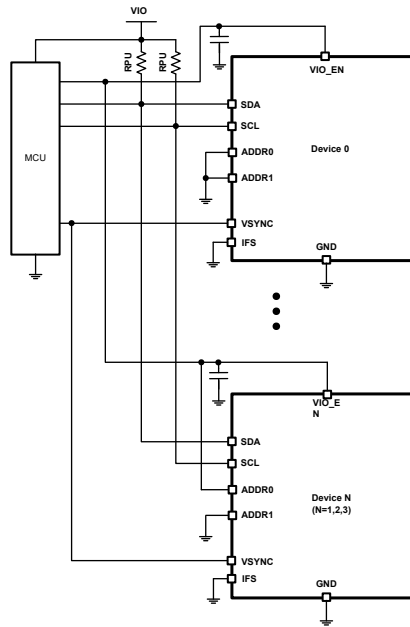 VIO
RPU
RPU
VIO_EN
SDA
SCL
MCU
Device 0
ADDR0
ADDR1
VSYNC
IFS
GND
VIO_E
N
SDA
SCL
ADDR0
Device N
(N=1,2,3)
ADDR1
VSYNC
IFS
GND